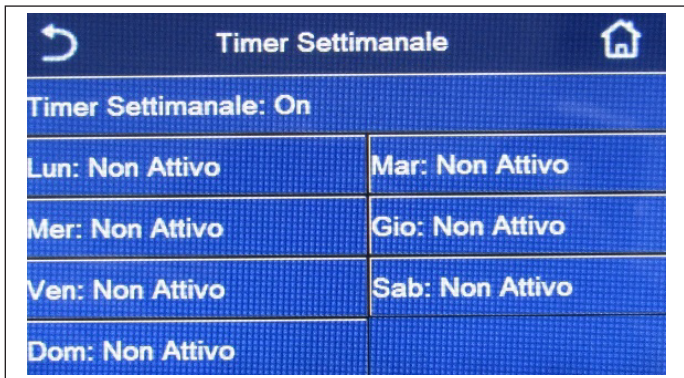 Timer Settimanale
Timer Settimanale: On
Lun: Non Attivo
Mar: Non Attivo
Mer: Non Attivo
Gio: Non Attivo
Ven: Non Attivo
Sab: Non Attivo
Dom: Non Attivo